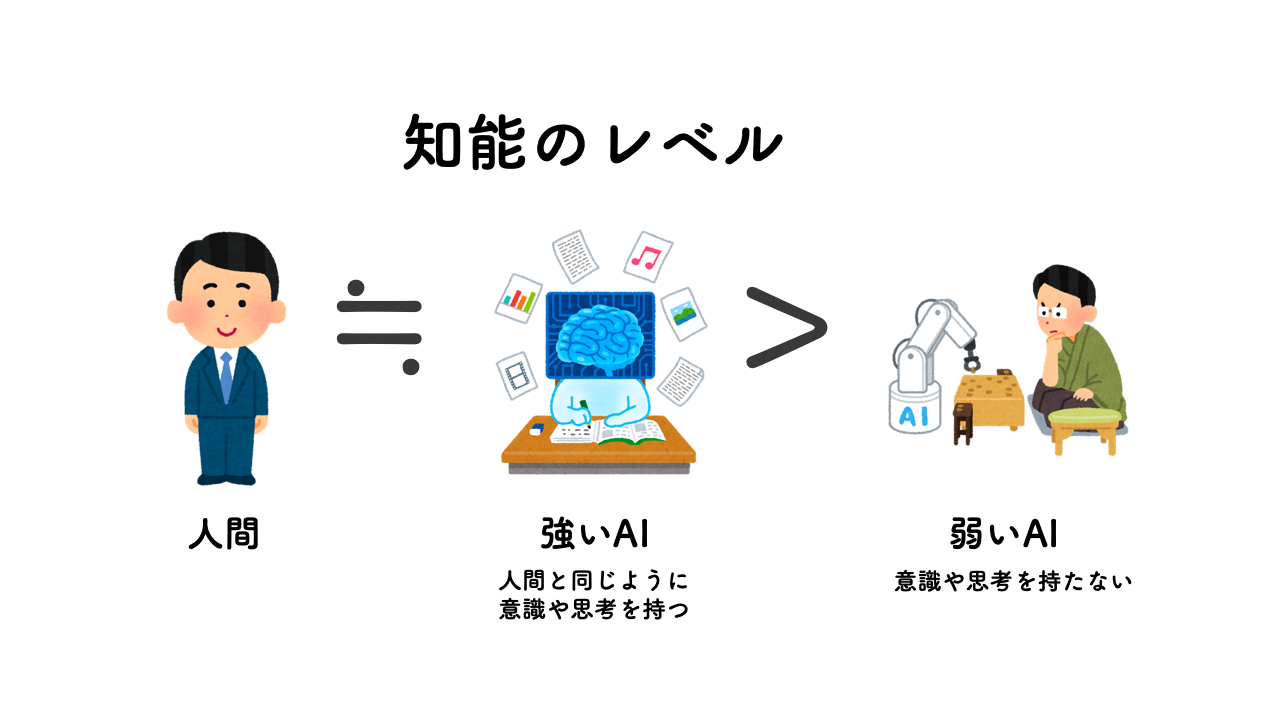 知能のレベル
≒
>
AI
人間
強いAI
弱いAI
人間と同じように
意識や思考を持つ
意識や思考を持たない